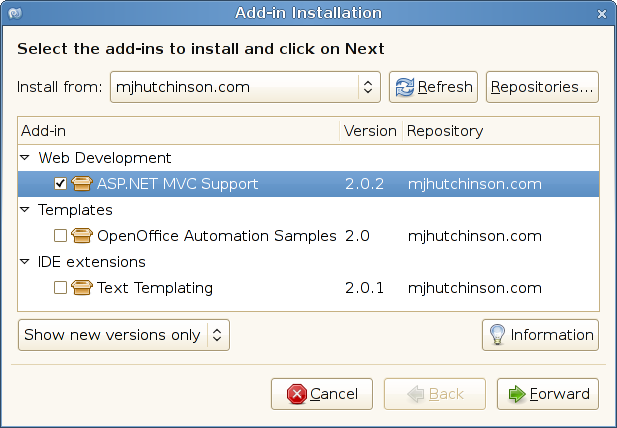 Add-in Installation
Select the add-ins to install and click on Next
Install from: mjhutchinson.com Refresh Repositories...
Add-in Version Repository
Web Development
ASP.NET MVC Support 2.0.2 mjhutchinson.com
Templates
OpenOffice Automation Samples 2.0 mjhutchinson.com
IDE extensions
Text Templating 2.0.1 mjhutchinson.com
Show new versions only Information
Cancel Back Forward